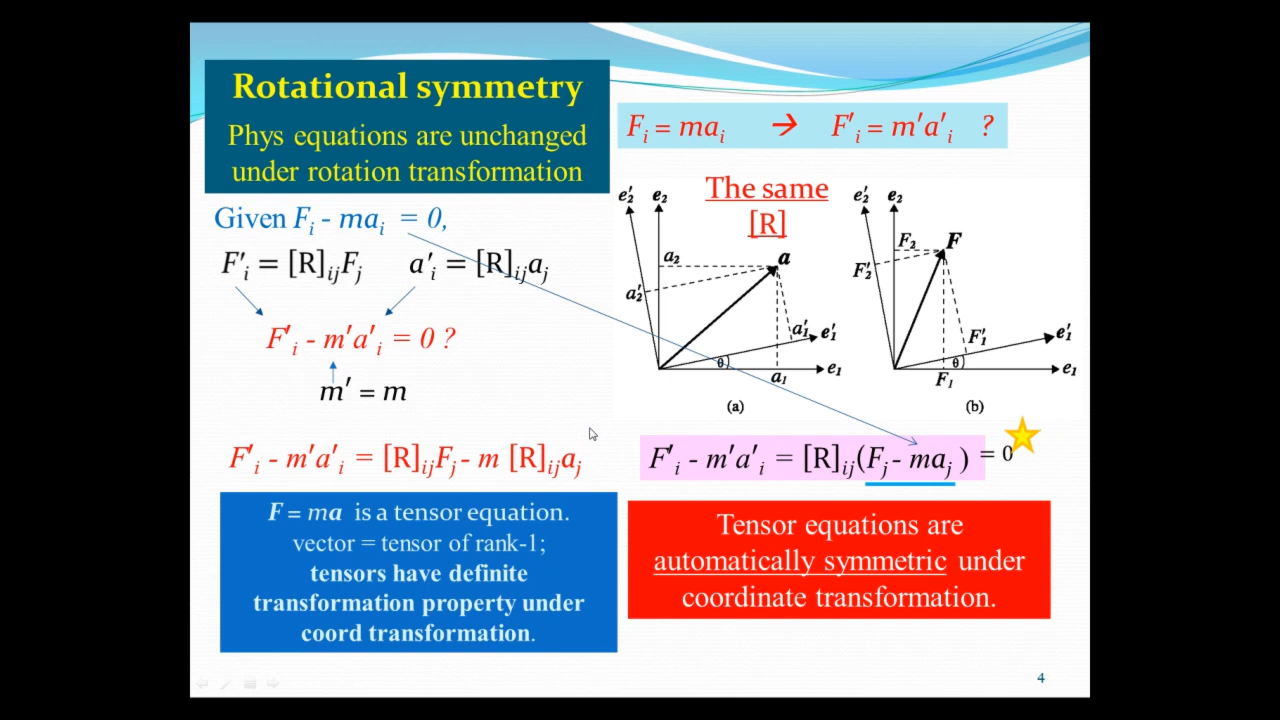 Rotational symmetry
Phys equations are unchanged
under rotation transformation
Fᵢ = maᵢ → F′ᵢ = m′a′ᵢ ?
Given Fᵢ - maᵢ = 0,
F′ᵢ = [R]ᵢⱼFⱼ a′ᵢ = [R]ᵢⱼaⱼ
F′ᵢ - m′a′ᵢ = 0 ?
m′ = m
The same
[R]
e′₂ e₂
a₂ a
a′₂
a′₁ e′₁
θ
a₁ e₁
(a)
e′₂ e₂
F₂ F
F′₂
F′₁ e′₁
θ
F₁ e₁
(b)
F′ᵢ - m′a′ᵢ = [R]ᵢⱼFⱼ - m [R]ᵢⱼaⱼ
F′ᵢ - m′a′ᵢ = [R]ᵢⱼ(Fⱼ - maⱼ ) = 0
F = ma is a tensor equation.
vector = tensor of rank-1;
tensors have definite
transformation property under
coord transformation.
Tensor equations are
automatically symmetric under
coordinate transformation.
4